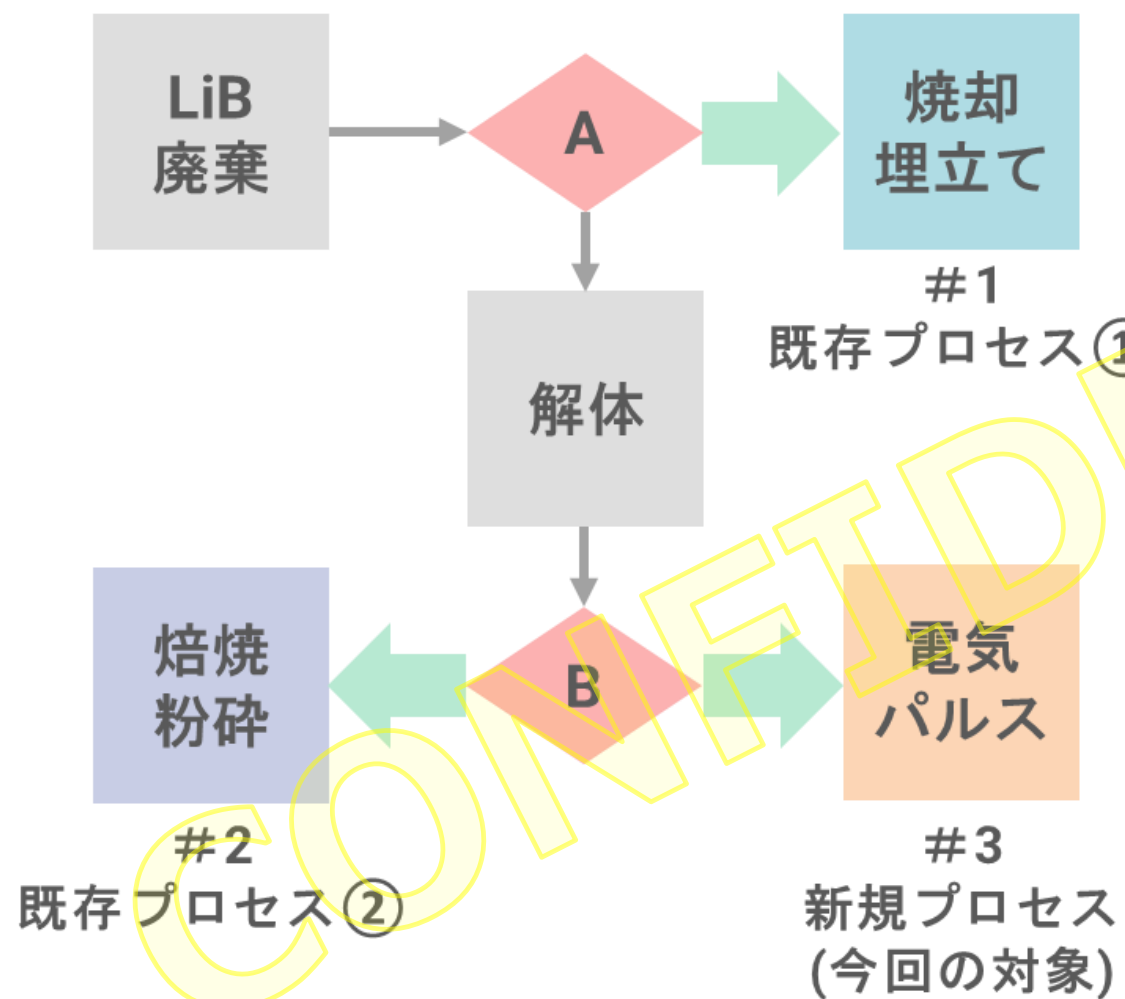 LiB
廃棄
A
焼却
埋立て
#1
既存プロセス①
解体
焙焼
粉砕
B
電気
パルス
#2
既存プロセス②
#3
新規プロセス
(今回の対象)
CONFID